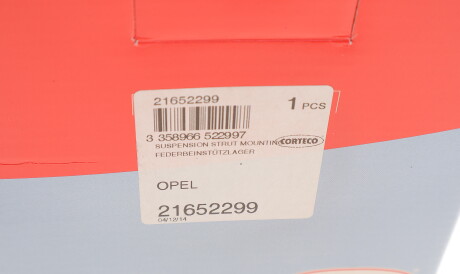 21652299
1 PCS
3 358966 522997
SUSPENSION STRUT MOUNTING CORTECO
FEDERBEINSTÜTZLAGER
OPEL
21652299